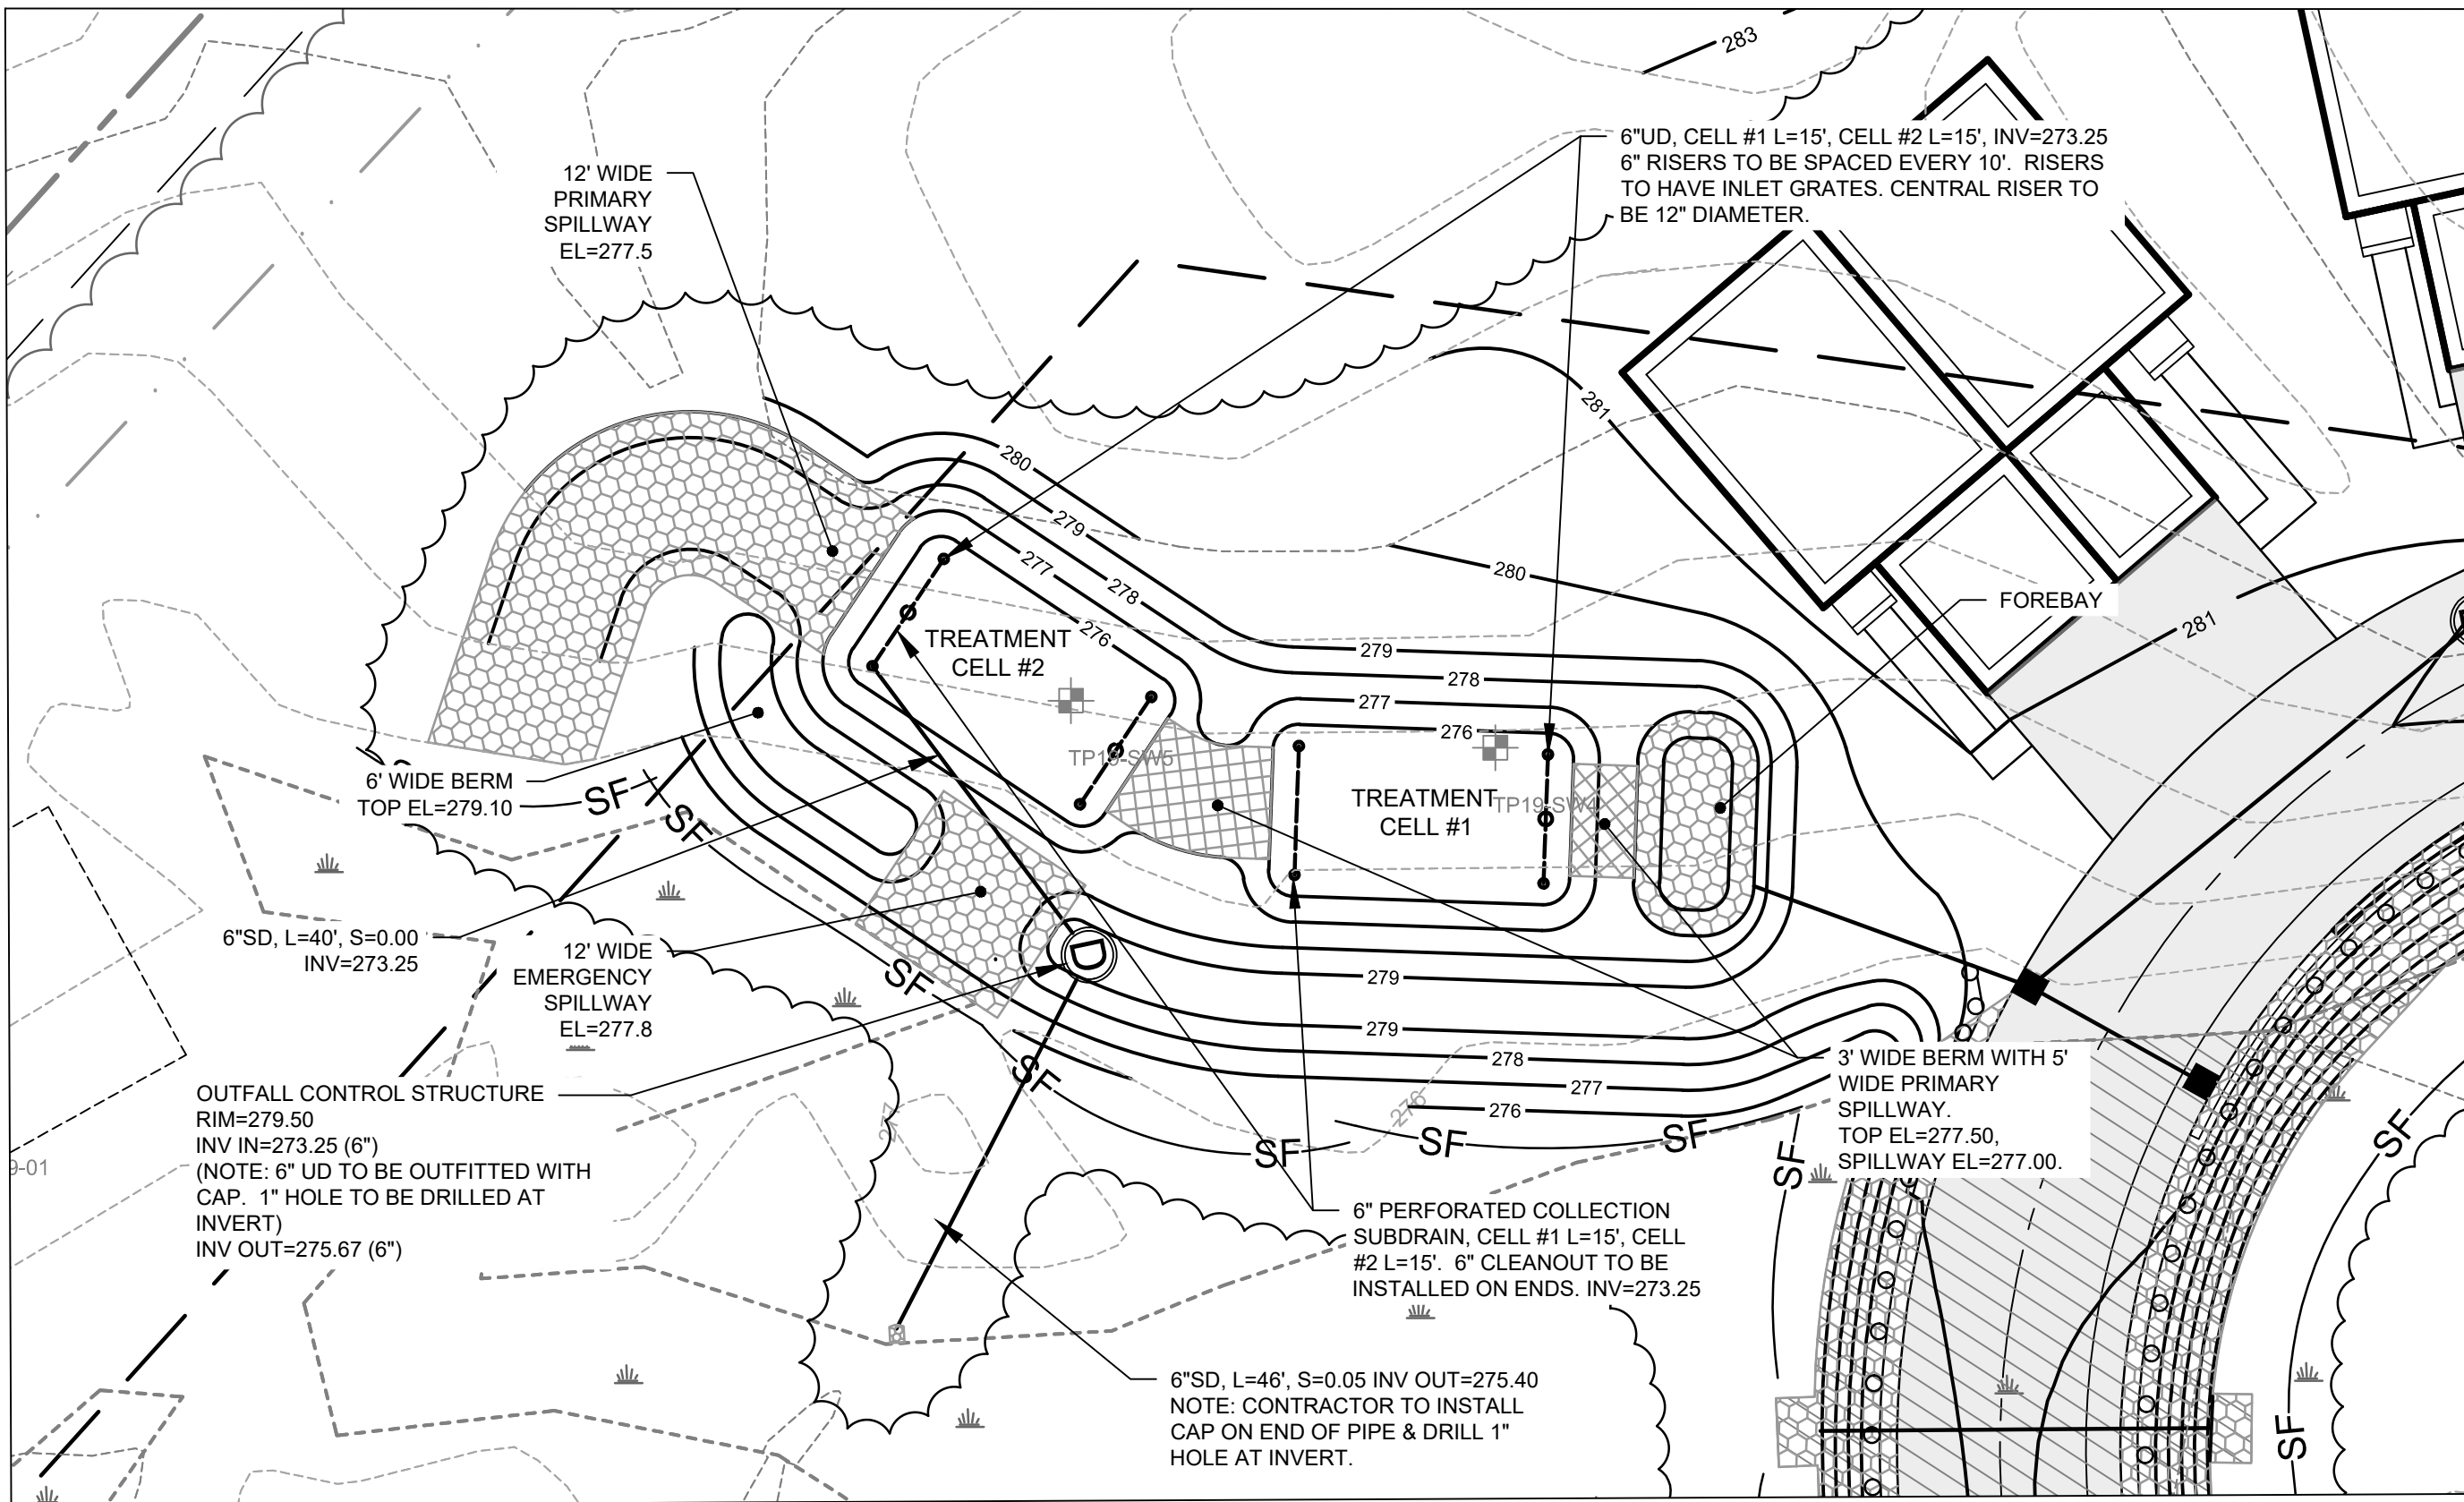 283
6"UD, CELL #1 L=15', CELL #2 L=15', INV=273.25
6" RISERS TO BE SPACED EVERY 10'. RISERS
TO HAVE INLET GRATES. CENTRAL RISER TO
BE 12" DIAMETER.
12' WIDE
PRIMARY
SPILLWAY
EL=277.5
281
280
279
277
278
276
280
FOREBAY
281
TREATMENT
CELL #2
279
278
277
276
TP19-SW5
TREATMENT
CELL #1
TP19-SW4
6' WIDE BERM
TOP EL=279.10
SF
SF
6"SD, L=40', S=0.00
INV=273.25
12' WIDE
EMERGENCY
SPILLWAY
EL=277.8
SF
D
279
279
278
277
276
276
SF
SF
SF
SF
SF
SF
SF
3' WIDE BERM WITH 5'
WIDE PRIMARY
SPILLWAY.
TOP EL=277.50,
SPILLWAY EL=277.00.
OUTFALL CONTROL STRUCTURE
RIM=279.50
INV IN=273.25 (6")
(NOTE: 6" UD TO BE OUTFITTED WITH
CAP. 1" HOLE TO BE DRILLED AT
INVERT)
INV OUT=275.67 (6")
9-01
6" PERFORATED COLLECTION
SUBDRAIN, CELL #1 L=15', CELL
#2 L=15'. 6" CLEANOUT TO BE
INSTALLED ON ENDS. INV=273.25
6"SD, L=46', S=0.05 INV OUT=275.40
NOTE: CONTRACTOR TO INSTALL
CAP ON END OF PIPE & DRILL 1"
HOLE AT INVERT.